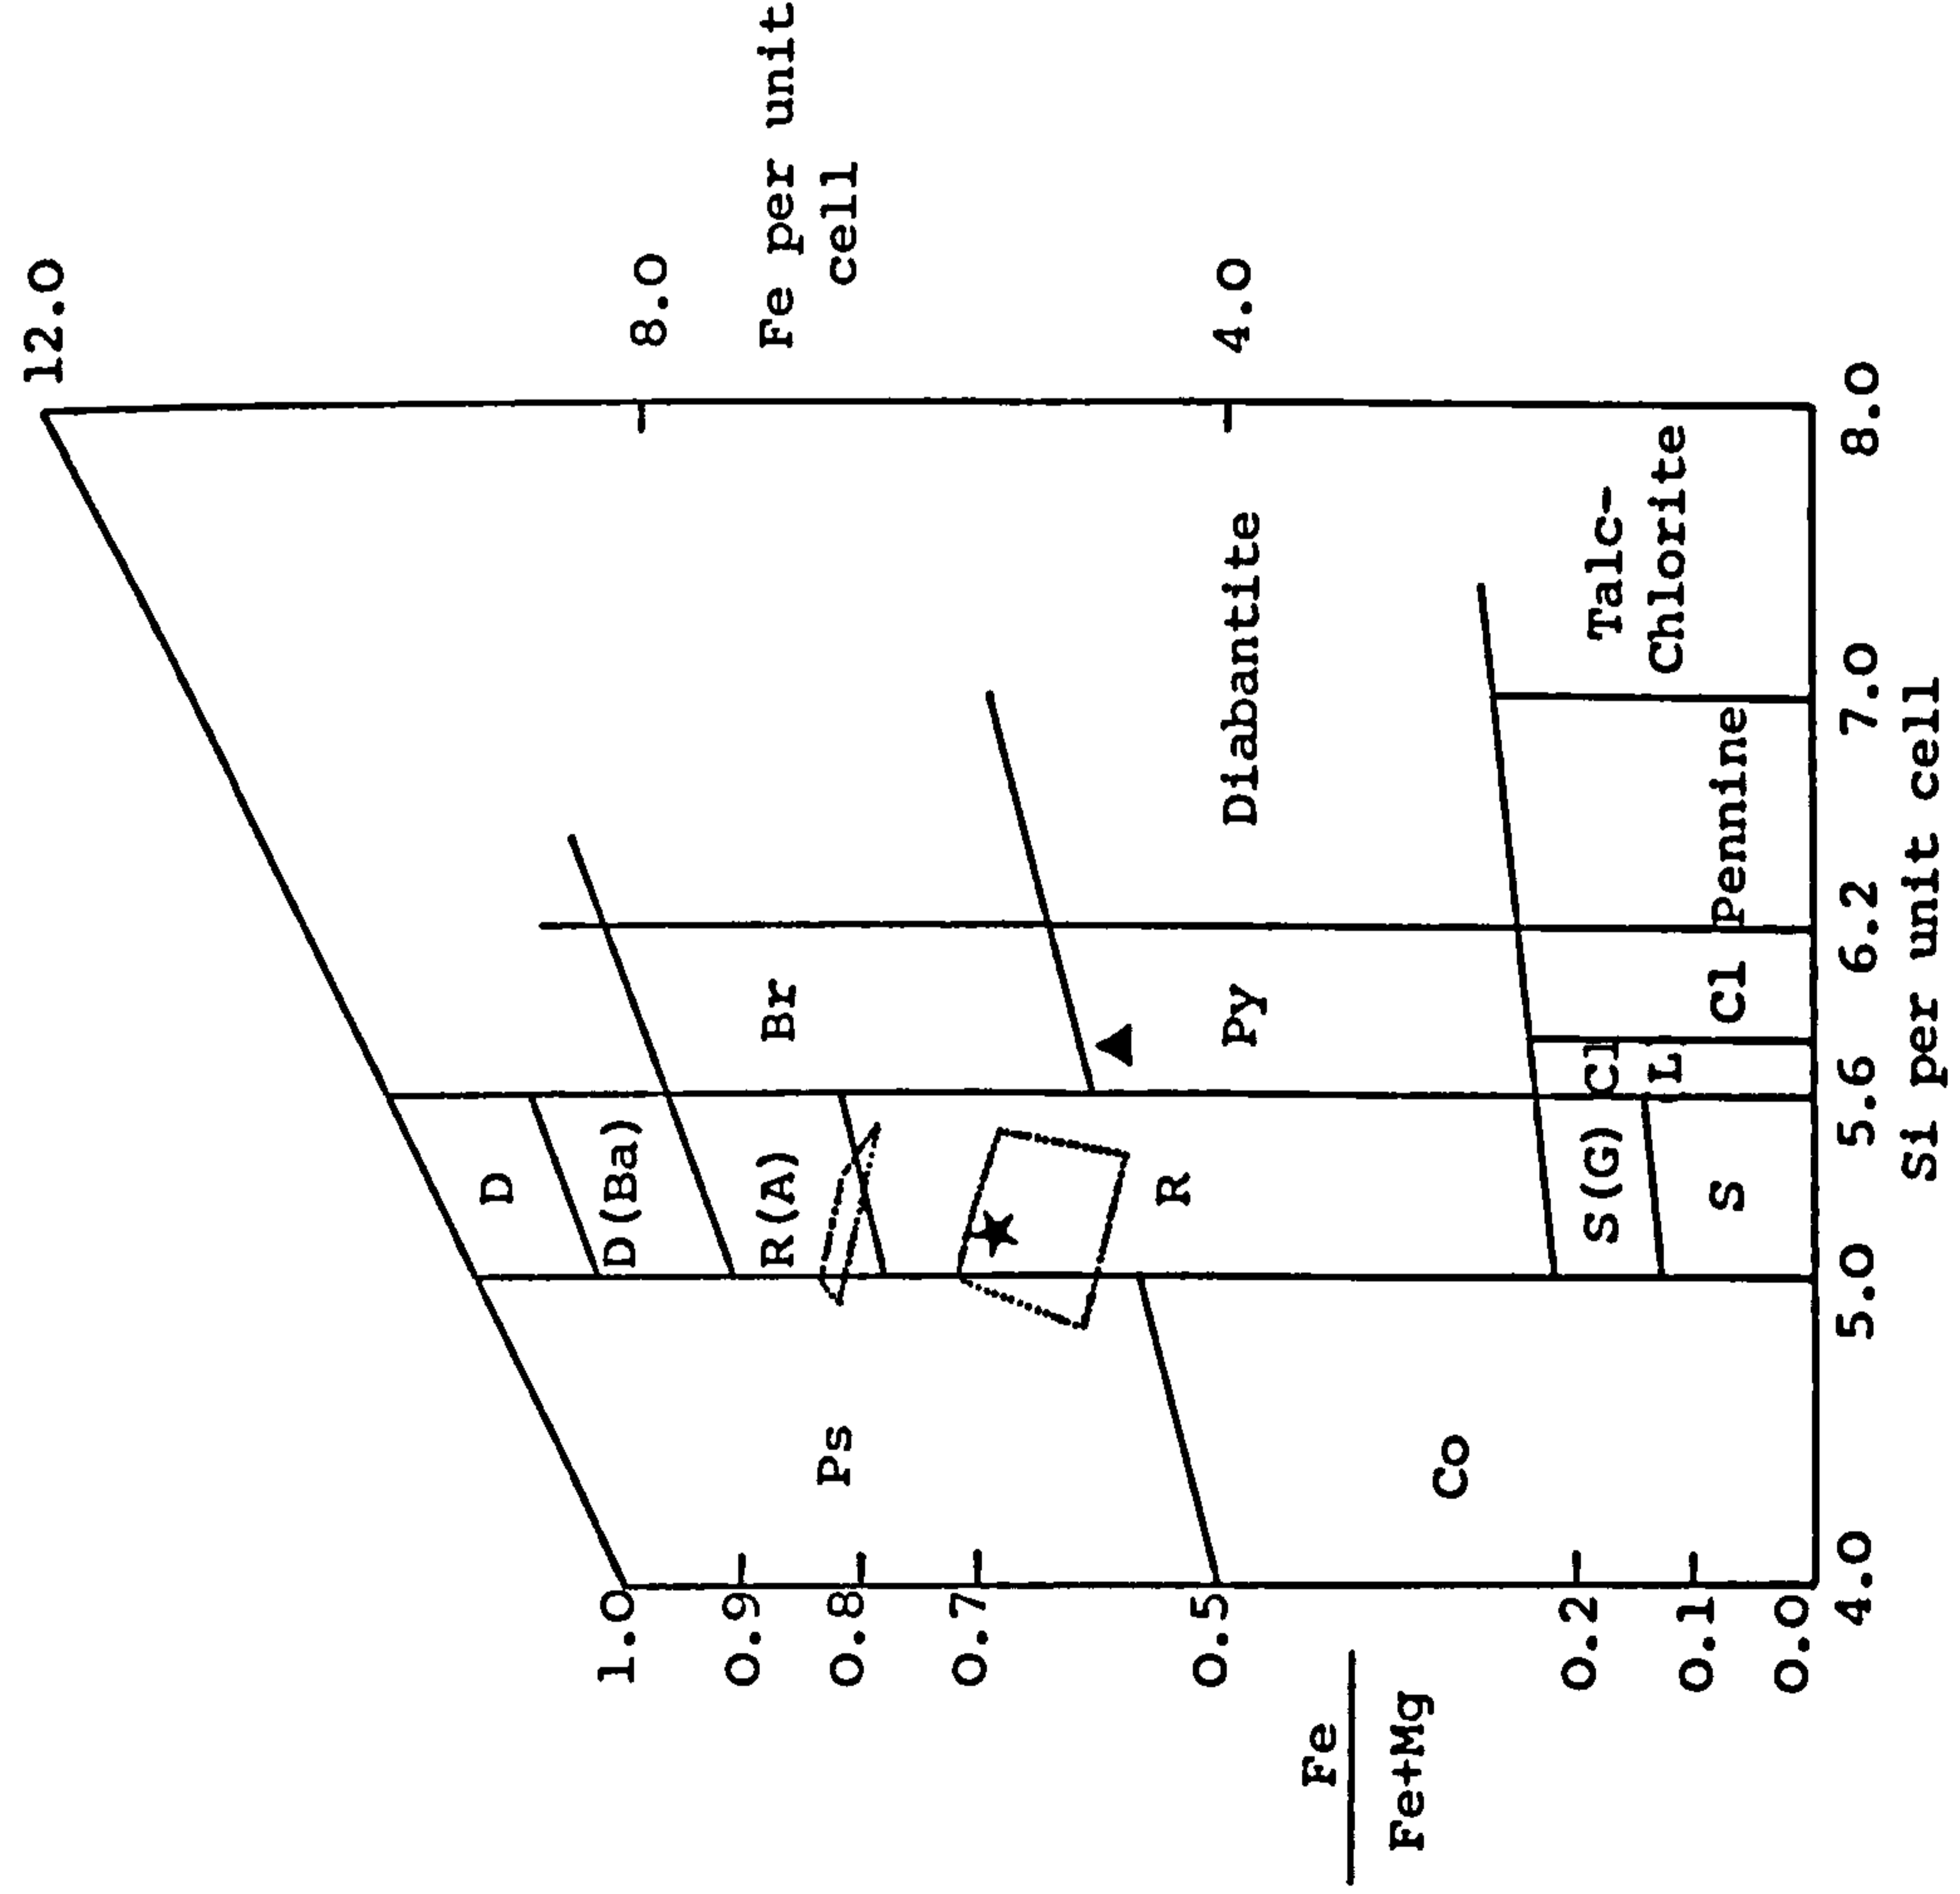 12.0
8.0
Fe per unit
cell
4.0
1.0
0.9
0.8
0.7
0.5
0.2
0.1
0.0
Fe
Fe+Mg
D
D(Ba)
R(A)
R
Br
Py
Ps
Co
Diabantite
Talc-
Chlorite
Pennine
Cl
Cl
L
S(G)
S
4.0
5.0
5.6
6.2
7.0
8.0
Si per unit cell